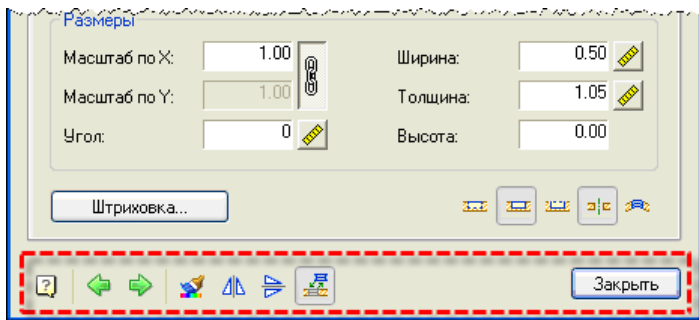 Размеры
Масштаб по X: 1.00 Ширина: 0.50
Масштаб по Y: 1.00 Толщина: 1.05
Угол: 0 Высота: 0.00
Штриховка...
? Закрыть